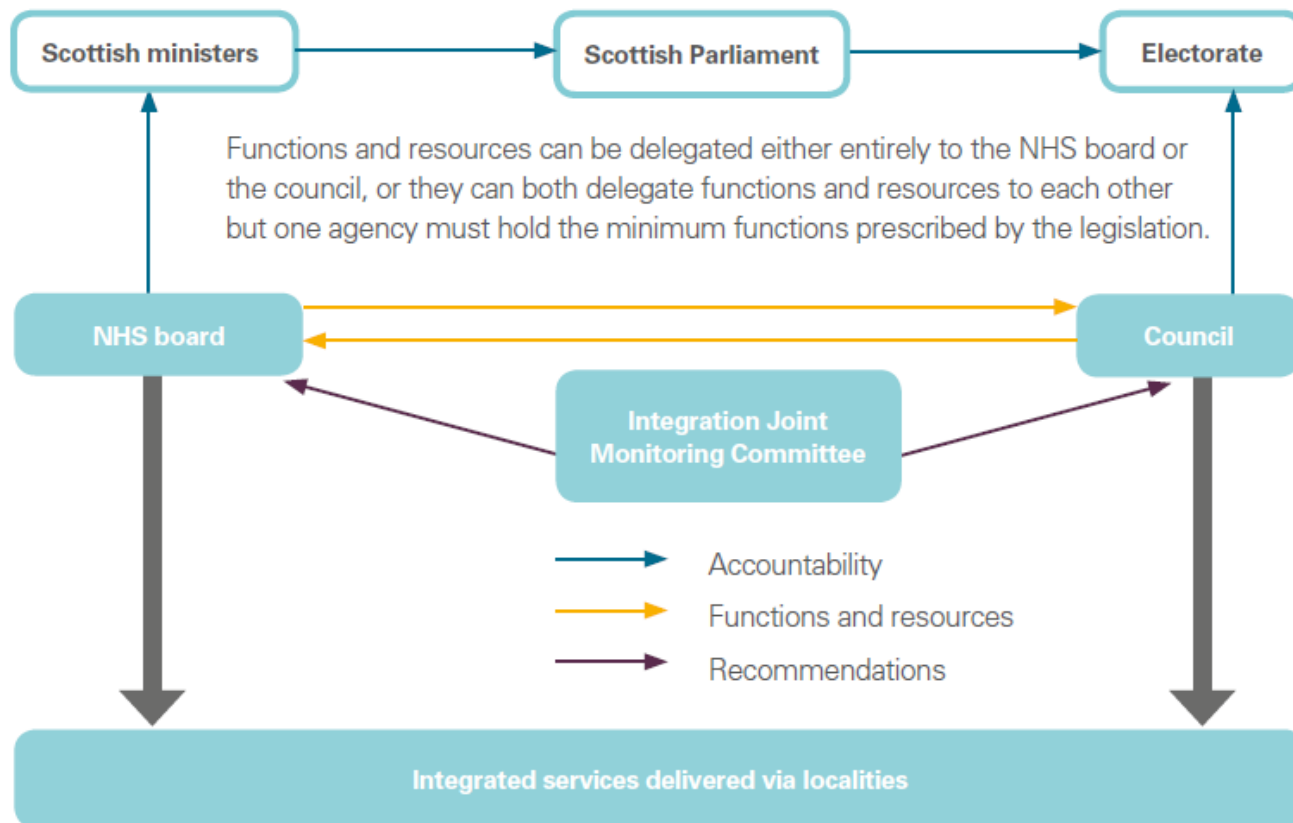 Scottish ministers
Scottish Parliament
Electorate
Functions and resources can be delegated either entirely to the NHS board or
the council, or they can both delegate functions and resources to each other
but one agency must hold the minimum functions prescribed by the legislation.
NHS board
Council
Integration Joint
Monitoring Committee
Accountability
Functions and resources
Recommendations
Integrated services delivered via localities